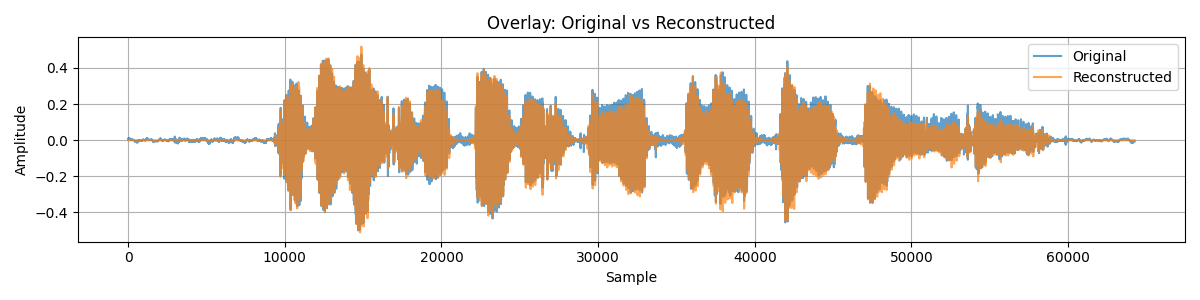 Overlay: Original vs Reconstructed
Original
Reconstructed
Amplitude
0.4
0.2
0.0
−0.2
−0.4
0 10000 20000 30000 40000 50000 60000
Sample